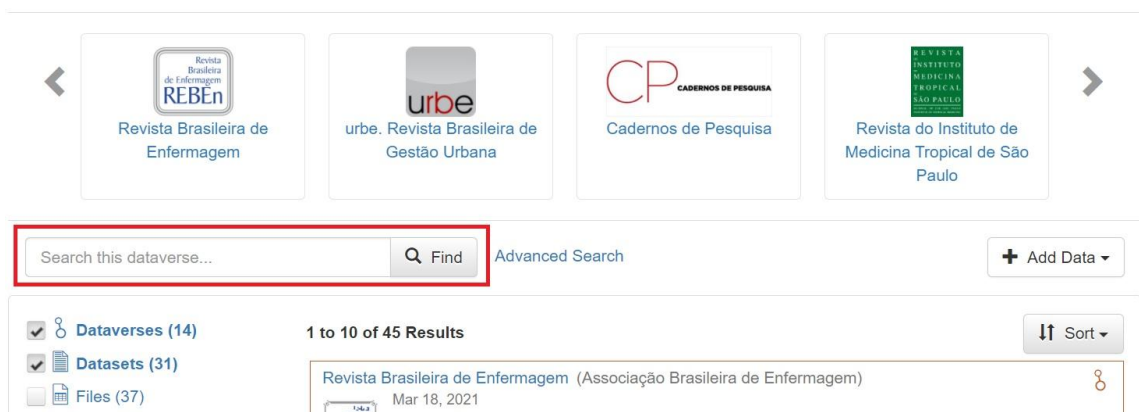 Revista
Brasileira
de Enfermagem
REBEn
Revista Brasileira de
Enfermagem
urbe
urbe. Revista Brasileira de
Gestão Urbana
CP CADERNOS DE PESQUISA
Cadernos de Pesquisa
REVISTA
INSTITUTO
MEDICINA
TROPICAL
SÃO PAULO
Revista do Instituto de
Medicina Tropical de São
Paulo
Search this dataverse... Find Advanced Search Add Data
Dataverses (14)
Datasets (31)
Files (37)
1 to 10 of 45 Results Sort
Revista Brasileira de Enfermagem (Associação Brasileira de Enfermagem)
Mar 18, 2021